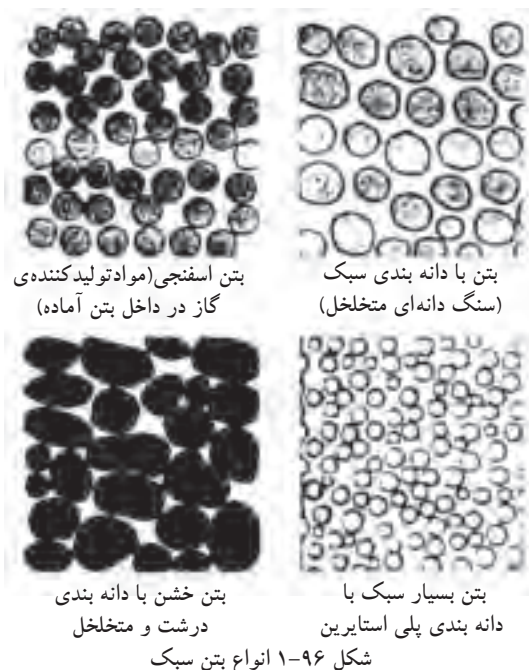 بتن با دانه بندی سبک
(سنگ دانه‌ای متخلخل)
بتن اسفنجی(موادتولیدکننده‌ی
گاز در داخل بتن آماده)
بتن بسیار سبک با
دانه بندی پلی استایرین
بتن خشن با دانه بندی
درشت و متخلخل
شکل ۹۶-۱ انواع بتن سبک